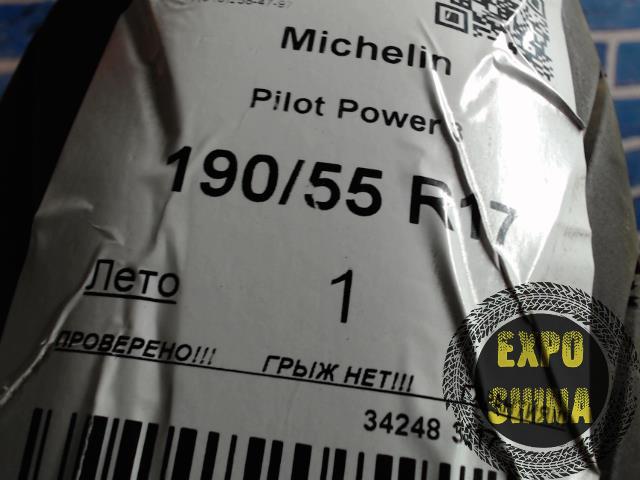 Michelin
Pilot Power 3
190/55 R17
Лето 1
ПРОВЕРЕНО!!! ГРЫЖ НЕТ!!!
34248
EXPO
SHINA